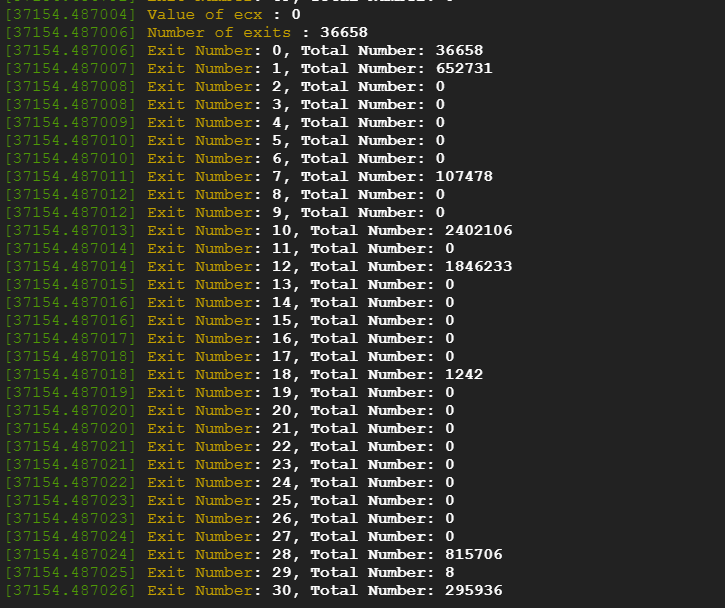 [37154.487004] Value of ecx : 0
[37154.487006] Number of exits : 36658
[37154.487006] Exit Number: 0, Total Number: 36658
[37154.487007] Exit Number: 1, Total Number: 652731
[37154.487008] Exit Number: 2, Total Number: 0
[37154.487008] Exit Number: 3, Total Number: 0
[37154.487009] Exit Number: 4, Total Number: 0
[37154.487010] Exit Number: 5, Total Number: 0
[37154.487010] Exit Number: 6, Total Number: 0
[37154.487011] Exit Number: 7, Total Number: 107478
[37154.487012] Exit Number: 8, Total Number: 0
[37154.487012] Exit Number: 9, Total Number: 0
[37154.487013] Exit Number: 10, Total Number: 2402106
[37154.487014] Exit Number: 11, Total Number: 0
[37154.487014] Exit Number: 12, Total Number: 1846233
[37154.487015] Exit Number: 13, Total Number: 0
[37154.487016] Exit Number: 14, Total Number: 0
[37154.487016] Exit Number: 15, Total Number: 0
[37154.487017] Exit Number: 16, Total Number: 0
[37154.487018] Exit Number: 17, Total Number: 0
[37154.487018] Exit Number: 18, Total Number: 1242
[37154.487019] Exit Number: 19, Total Number: 0
[37154.487020] Exit Number: 20, Total Number: 0
[37154.487020] Exit Number: 21, Total Number: 0
[37154.487021] Exit Number: 22, Total Number: 0
[37154.487021] Exit Number: 23, Total Number: 0
[37154.487022] Exit Number: 24, Total Number: 0
[37154.487023] Exit Number: 25, Total Number: 0
[37154.487023] Exit Number: 26, Total Number: 0
[37154.487024] Exit Number: 27, Total Number: 0
[37154.487024] Exit Number: 28, Total Number: 815706
[37154.487025] Exit Number: 29, Total Number: 8
[37154.487026] Exit Number: 30, Total Number: 295936